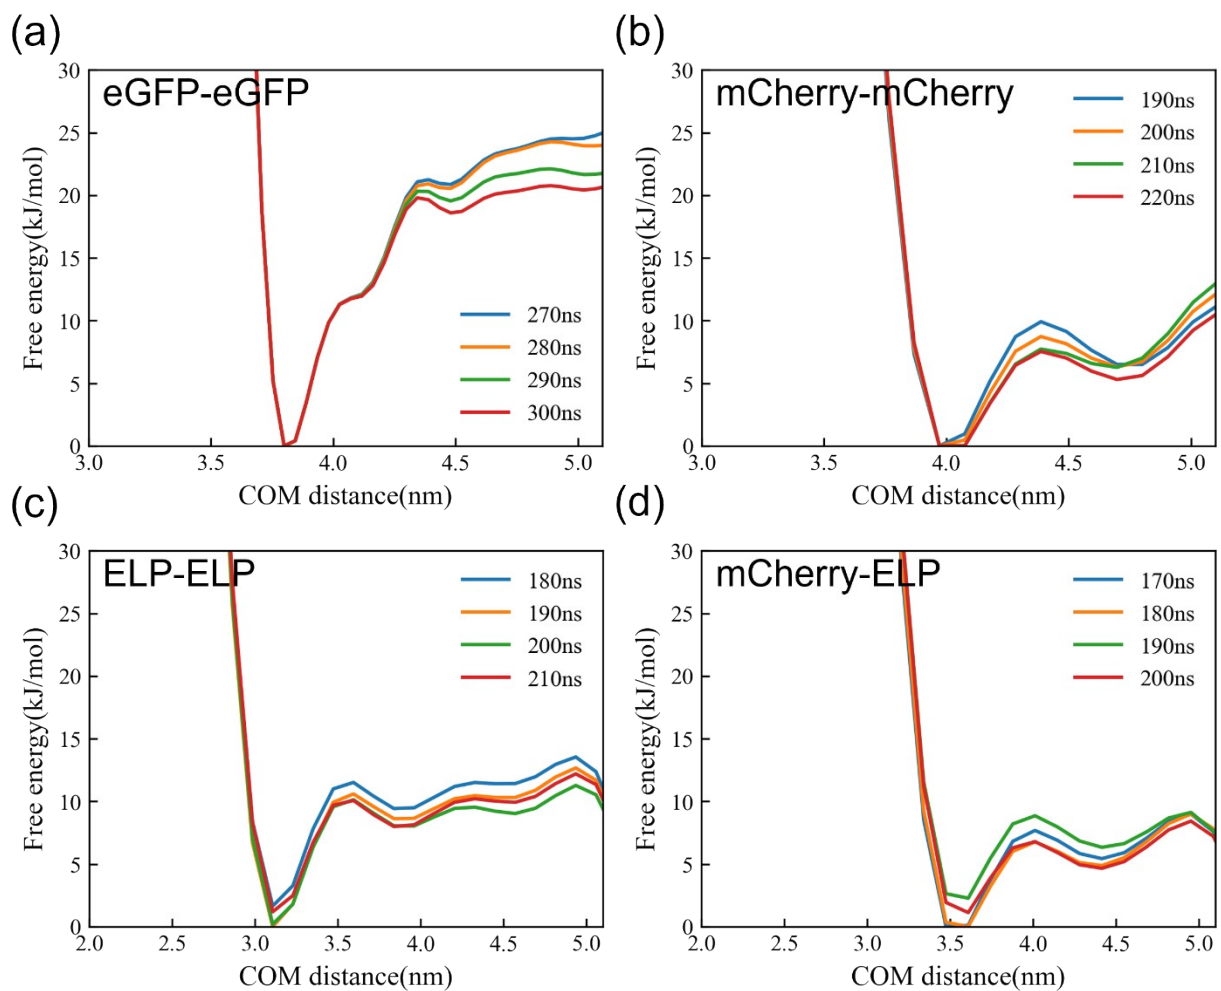 (a)
eGFP-eGFP
30
25
20
15
10
5
0
Free energy(kJ/mol)
270ns
280ns
290ns
300ns
3.0
3.5
4.0
4.5
5.0
COM distance(nm)
(b)
mCherry-mCherry
30
25
20
15
10
5
0
Free energy(kJ/mol)
190ns
200ns
210ns
220ns
3.0
3.5
4.0
4.5
5.0
COM distance(nm)
(c)
ELP-ELP
30
25
20
15
10
5
0
Free energy(kJ/mol)
180ns
190ns
200ns
210ns
2.0
2.5
3.0
3.5
4.0
4.5
5.0
COM distance(nm)
(d)
mCherry-ELP
30
25
20
15
10
5
0
Free energy(kJ/mol)
170ns
180ns
190ns
200ns
2.0
2.5
3.0
3.5
4.0
4.5
5.0
COM distance(nm)